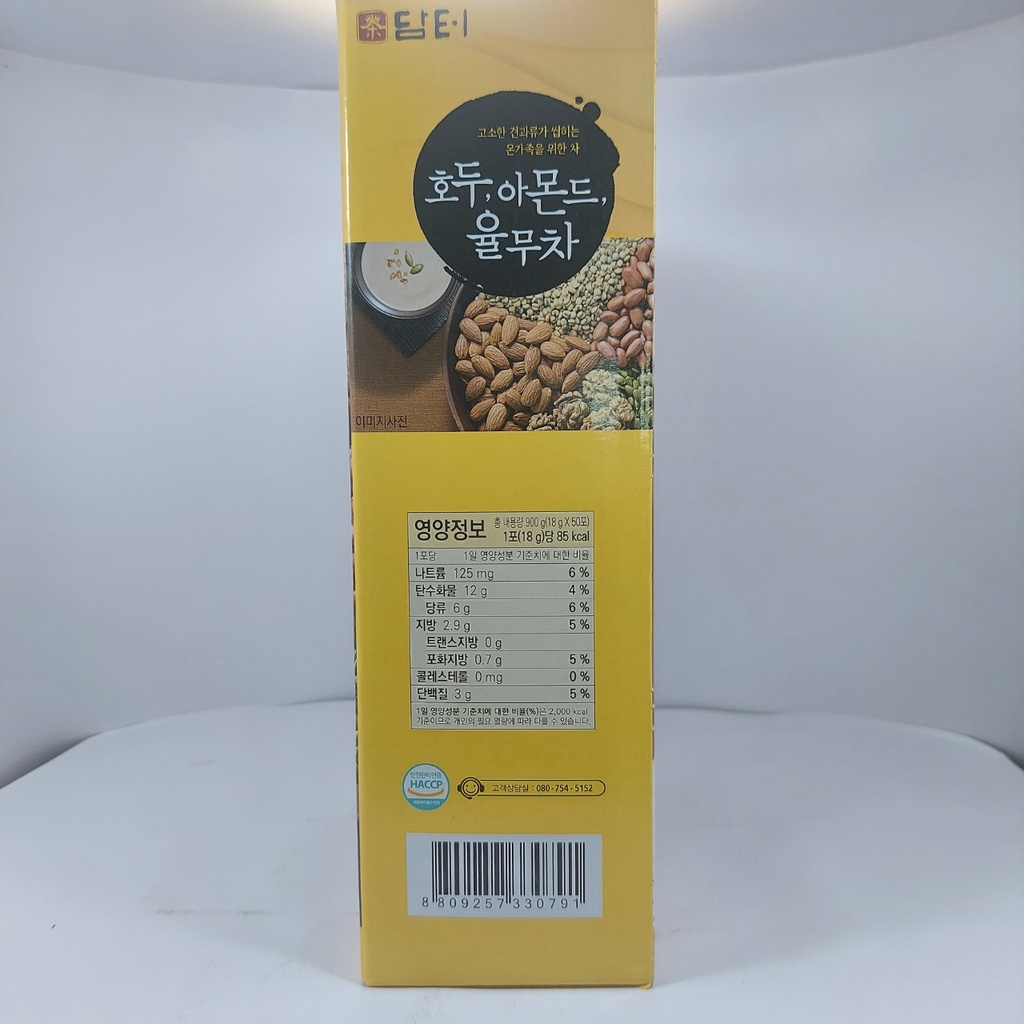 茶 담터
고소한 견과류가 씹히는
온가족을 위한 차
호두, 아몬드,
율무차
이미지사진
영양정보 총 내용량 900 g(18 g X 50포)
1포(18 g)당 85 kcal
1포당 1일 영양성분 기준치에 대한 비율
나트륨 125 mg 6 %
탄수화물 12 g 4 %
당류 6 g 6 %
지방 2.9 g 5 %
트랜스지방 0 g
포화지방 0.7 g 5 %
콜레스테롤 0 mg 0 %
단백질 3 g 5 %
1일 영양성분 기준치에 대한 비율(%)은 2,000 kcal
기준이므로 개인의 필요 열량에 따라 다를 수 있습니다.
안전관리인증
HACCP
고객상담실 : 080-754-5152
8 809257 330791